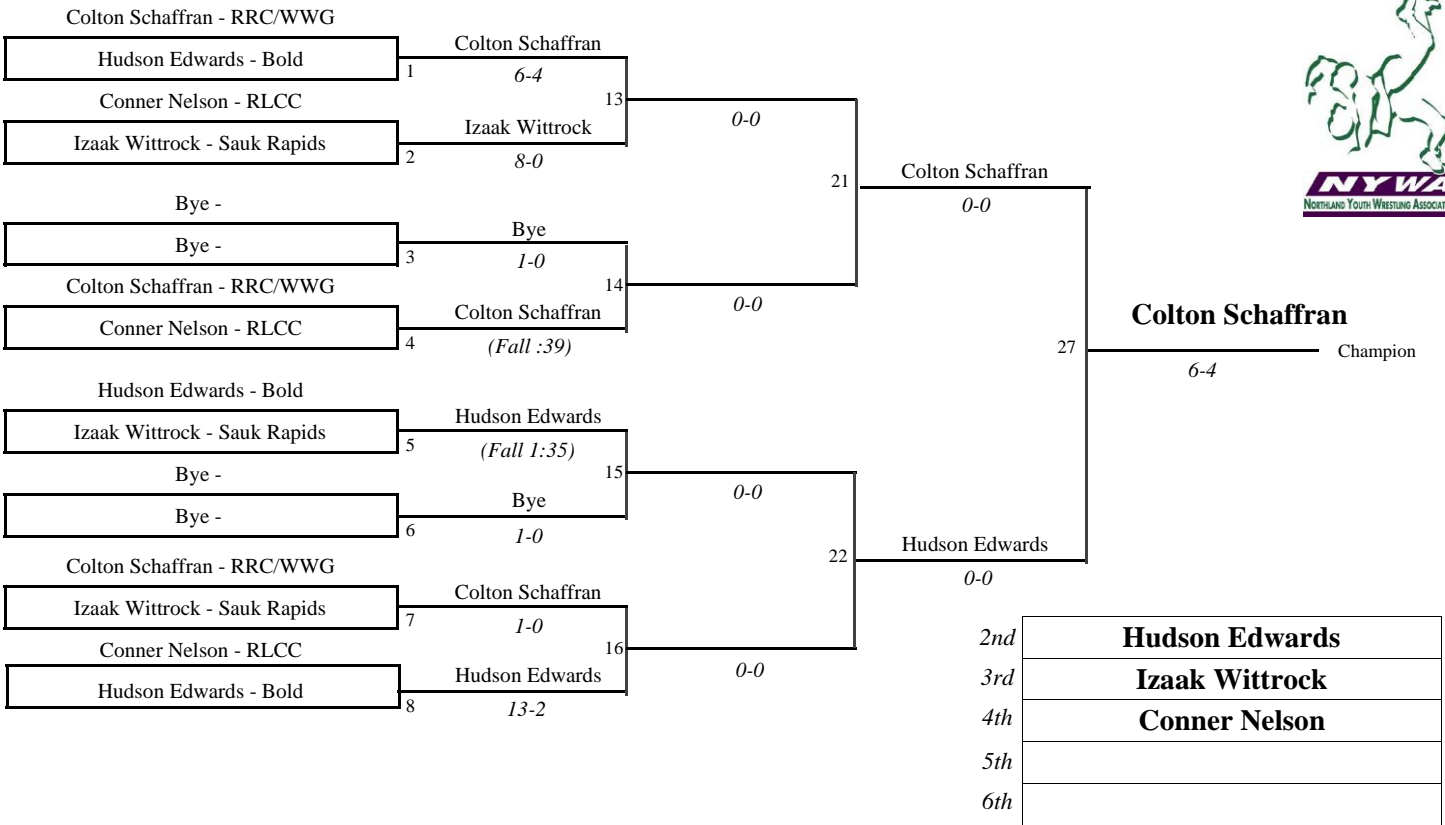 Colton Schaffran - RRC/WWG
Hudson Edwards - Bold
1
Colton Schaffran
6-4
Conner Nelson - RLCC
Izaak Wittrock - Sauk Rapids
2
Izaak Wittrock
8-0
13
0-0
Bye -
Bye -
3
Bye
1-0
Colton Schaffran - RRC/WWG
Conner Nelson - RLCC
4
Colton Schaffran
(Fall :39)
14
0-0
21
Colton Schaffran
0-0
Hudson Edwards - Bold
Izaak Wittrock - Sauk Rapids
5
Hudson Edwards
(Fall 1:35)
Bye -
Bye -
6
Bye
1-0
15
0-0
Colton Schaffran - RRC/WWG
Izaak Wittrock - Sauk Rapids
7
Colton Schaffran
1-0
Conner Nelson - RLCC
Hudson Edwards - Bold
8
Hudson Edwards
13-2
16
0-0
22
Hudson Edwards
0-0
27
Colton Schaffran
6-4
Champion
NYWA
NORTHLAND YOUTH WRESTLING
2nd Hudson Edwards
3rd Izaak Wittrock
4th Conner Nelson
5th
6th